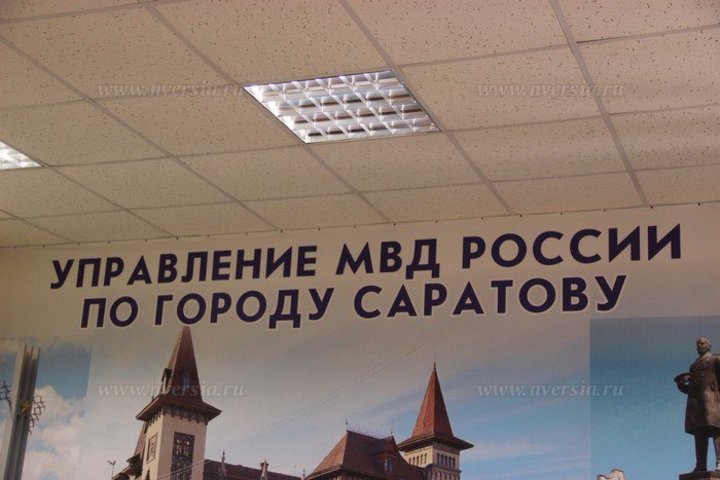 www.nversia.ru www.nversia.ru
УПРАВЛЕНИЕ МВД РОССИИ
ПО ГОРОДУ САРАТОВУ
www.nversia.ru www.nversia.ru